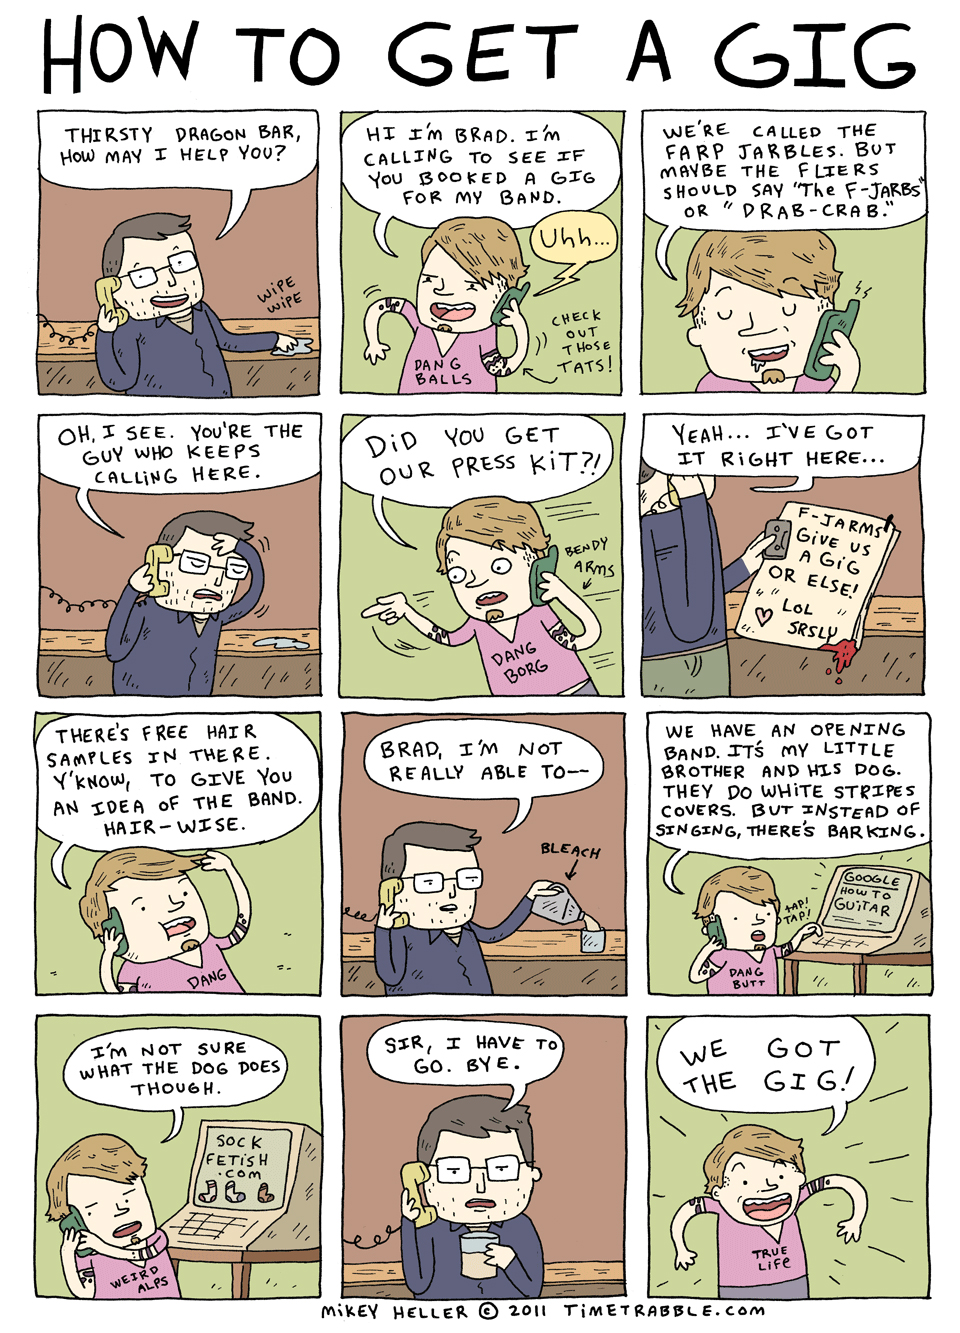 HOW TO GET A GIG
THIRSTY DRAGON BAR,
HOW MAY I HELP YOU?
WIPE
WIPE
HI I'M BRAD. I'M
CALLING TO SEE IF
YOU BOOKED A GIG
FOR MY BAND.
Uhh...
CHECK
OUT
THOSE
TATS!
DANG
BALLS
WE'RE CALLED THE
FARP JARBLES. BUT
MAYBE THE FLIERS
SHOULD SAY "The F-JARBS"
OR "DRAB-CRAB."
OH, I SEE. YOU'RE THE
GUY WHO KEEPS
CALLING HERE.
DID YOU GET
OUR PRESS KIT?!
BENDY
ARMS
DANG
BORG
YEAH... I'VE GOT
IT RIGHT HERE...
F-JARMS
GIVE US
A GIG
OR ELSE!
LOL
SRSLY
THERE'S FREE HAIR
SAMPLES IN THERE.
Y'KNOW, TO GIVE YOU
AN IDEA OF THE BAND.
HAIR-WISE.
DANG
BRAD, I'M NOT
REALLY ABLE TO--
BLEACH
WE HAVE AN OPENING
BAND. IT'S MY LITTLE
BROTHER AND HIS DOG.
THEY DO WHITE STRIPES
COVERS. BUT INSTEAD OF
SINGING, THERE'S BARKING.
TAP!
TAP!
GOOGLE
HOW TO
GUITAR
DANG
BUTT
I'M NOT SURE
WHAT THE DOG DOES
THOUGH.
SOCK
FETISH
.COM
WEIRD
ALPS
SIR, I HAVE TO
GO. BYE.
WE GOT
THE GIG!
TRUE
LIFE
MIKEY HELLER © 2011 TIMETRABBLE.COM